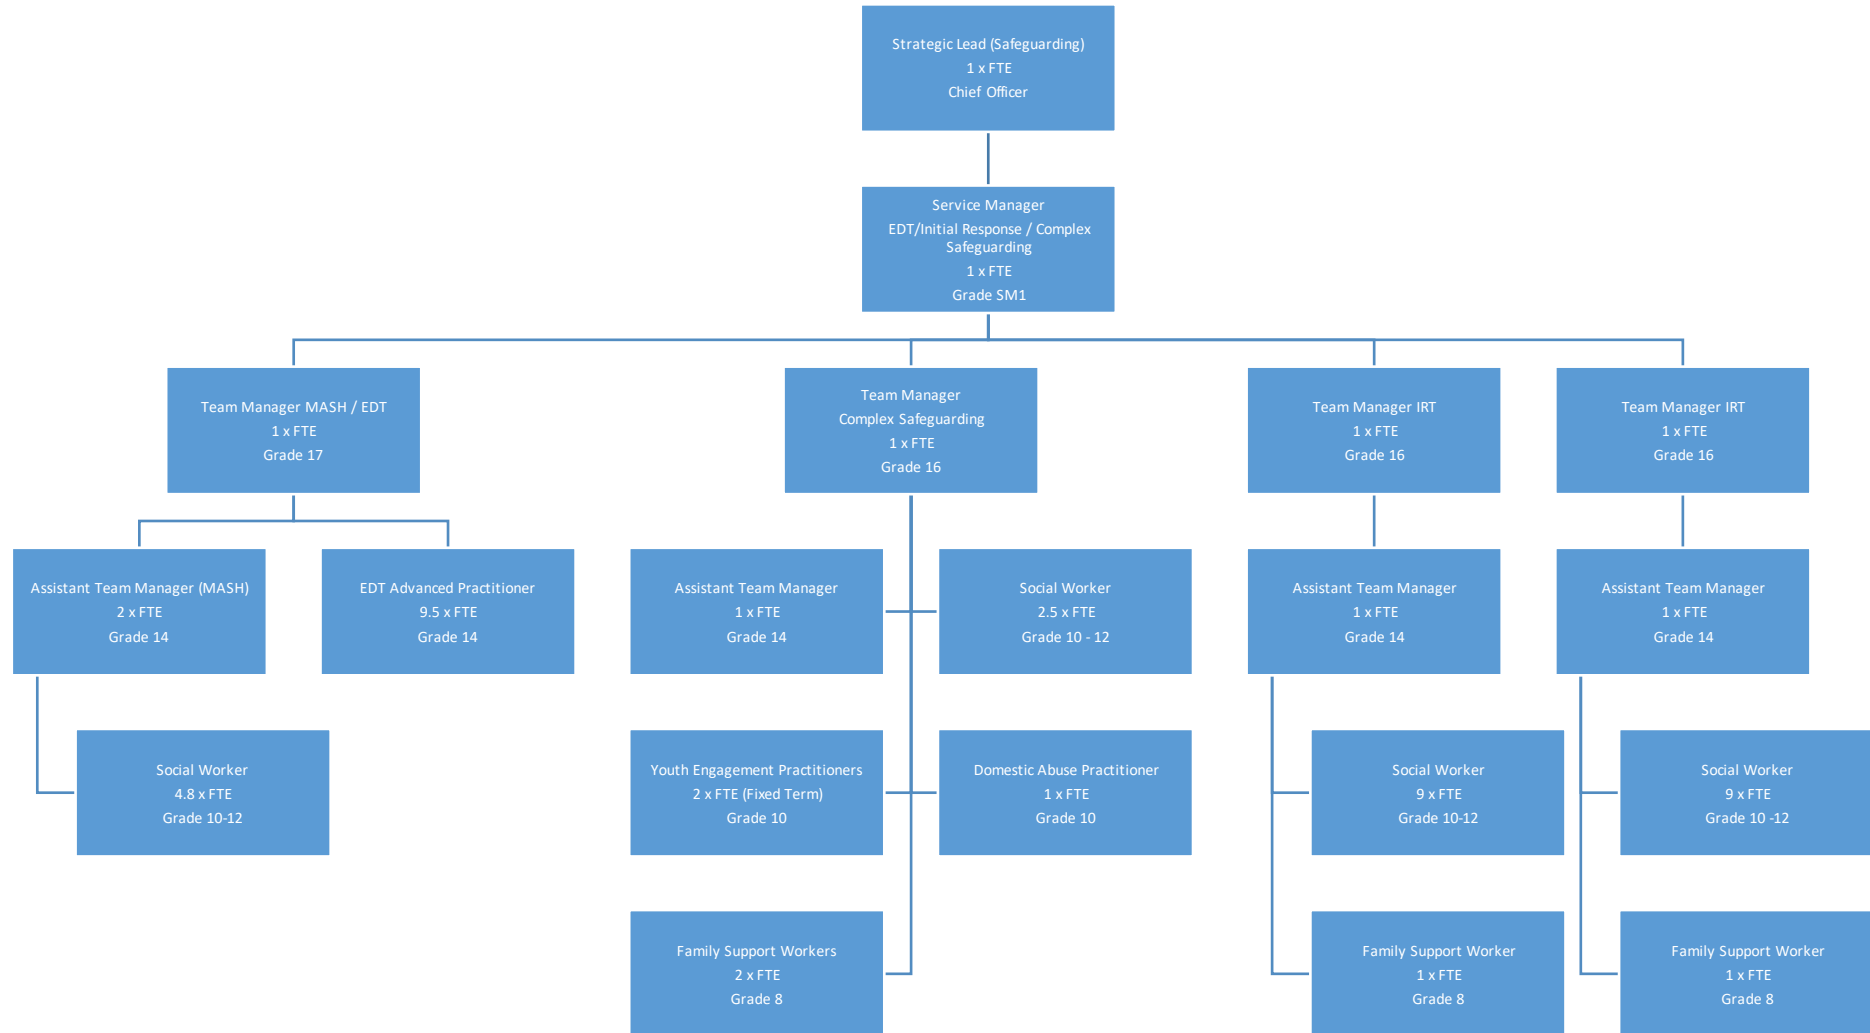 Strategic Lead (Safeguarding)
1 x FTE
Chief Officer
Service Manager
EDT/Initial Response / Complex
Safeguarding
1 x FTE
Grade SM1
Team Manager MASH / EDT
1 x FTE
Grade 17
Team Manager
Complex Safeguarding
1 x FTE
Grade 16
Team Manager IRT
1 x FTE
Grade 16
Team Manager IRT
1 x FTE
Grade 16
Assistant Team Manager (MASH)
2 x FTE
Grade 14
EDT Advanced Practitioner
9.5 x FTE
Grade 14
Assistant Team Manager
1 x FTE
Grade 14
Social Worker
2.5 x FTE
Grade 10 - 12
Assistant Team Manager
1 x FTE
Grade 14
Assistant Team Manager
1 x FTE
Grade 14
Social Worker
4.8 x FTE
Grade 10-12
Youth Engagement Practitioners
2 x FTE (Fixed Term)
Grade 10
Domestic Abuse Practitioner
1 x FTE
Grade 10
Social Worker
9 x FTE
Grade 10-12
Social Worker
9 x FTE
Grade 10 -12
Family Support Workers
2 x FTE
Grade 8
Family Support Worker
1 x FTE
Grade 8
Family Support Worker
1 x FTE
Grade 8